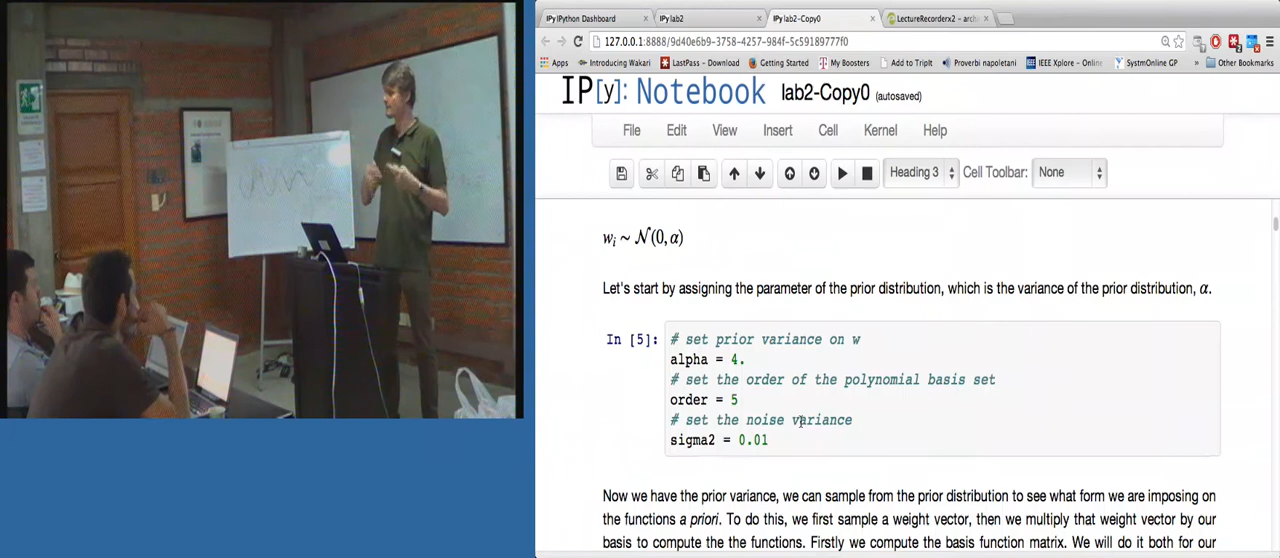 IPy IPython Dashboard
IPy lab2
IPy lab2-Copy0
LectureRecorderx2 – arch
127.0.0.1:8888/9d40e6b9-3758-4257-984f-5c59189777f0
Apps Introducing Wakari LastPass – Download Getting Started My Boosters Add to TripIt Proverbi napoletani IEEE Xplore - Online SystmOnline GP » Other Bookmarks
IP[y]: Notebook lab2-Copy0 (autosaved)
File Edit View Insert Cell Kernel Help
Heading 3 Cell Toolbar: None
wᵢ ~ 𝒩(0, α)
Let's start by assigning the parameter of the prior distribution, which is the variance of the prior distribution, α.
In [5]: # set prior variance on w
alpha = 4.
# set the order of the polynomial basis set
order = 5
# set the noise variance
sigma2 = 0.01
Now we have the prior variance, we can sample from the prior distribution to see what form we are imposing on
the functions a priori. To do this, we first sample a weight vector, then we multiply that weight vector by our
basis to compute the the functions. Firstly we compute the basis function matrix. We will do it both for our